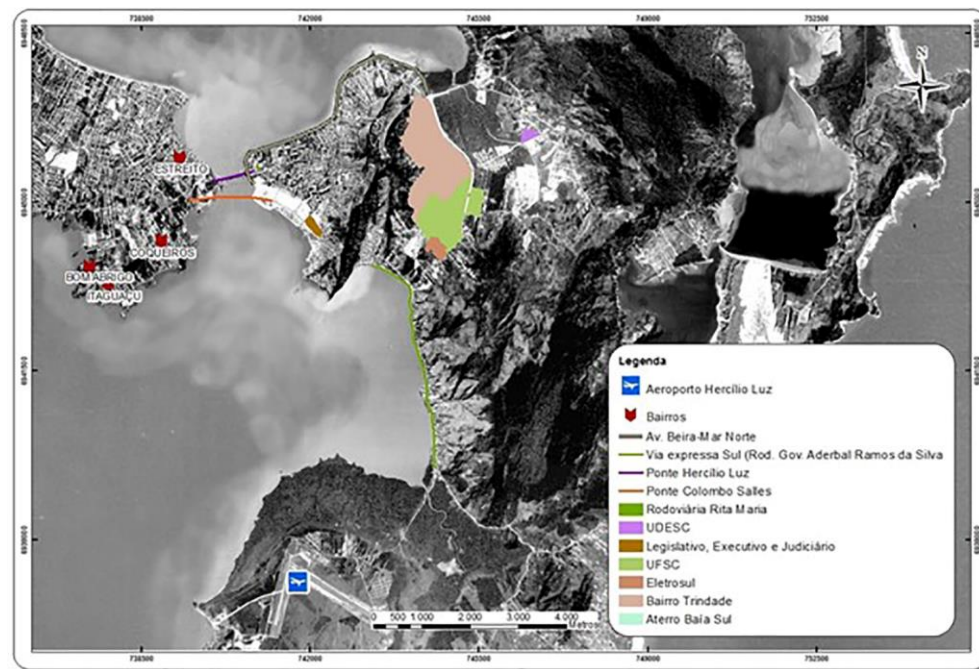 738500 742000 745500 749000 752500
N
ESTREITO
COQUEIROS
BOM ABRIGO
ITAGUAÇU
Legenda
Aeroporto Hercílio Luz
Bairros
Av. Beira-Mar Norte
Via expressa Sul (Rod. Gov. Aderbal Ramos da Silva
Ponte Hercílio Luz
Ponte Colombo Salles
Rodoviária Rita Maria
UDESC
Legislativo, Executivo e Judiciário
UFSC
Eletrosul
Bairro Trindade
Aterro Baía Sul
0 500 1.000 2.000 3.000 4.000
Metros
738500 742000 745500 749000 752500